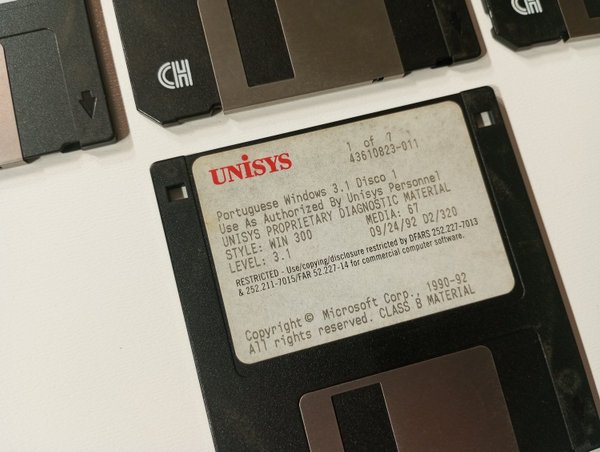 CH
CH
UNISYS
1 of 7
43610823-011
Portuguese Windows 3.1 Disco 1
Use As Authorized By Unisys Personnel
UNISYS PROPRIETARY DIAGNOSTIC MATERIAL
STYLE: WIN 300 MEDIA: 67
LEVEL: 3.1 09/24/92 D2/320
RESTRICTED - Use/copying/disclosure restricted by DFARS 252.227-7013
& 252.211-7015/FAR 52.227-14 for commercial computer software.
Copyright © Microsoft Corp., 1990-92
All rights reserved. CLASS B MATERIAL